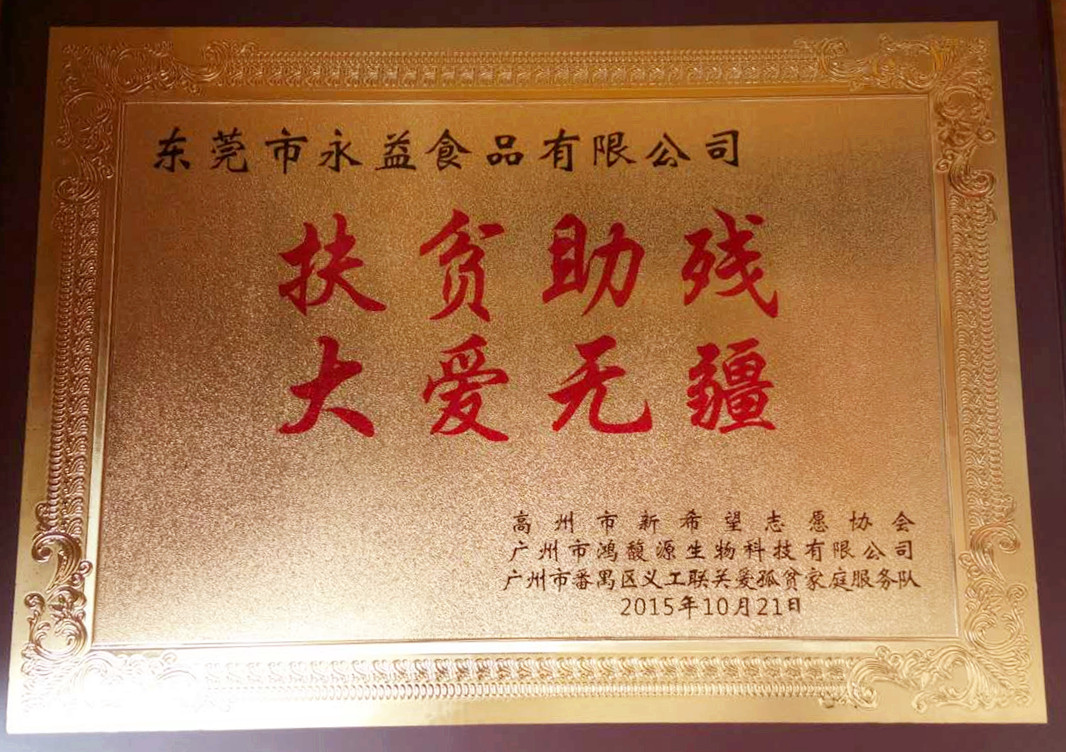 东莞市永益食品有限公司
扶贫助残
大爱无疆
高州市新希望志愿协会
广州市鸿馥源生物科技有限公司
广州市番禺区义工联关爱孤贫家庭服务队
2015年10月21日